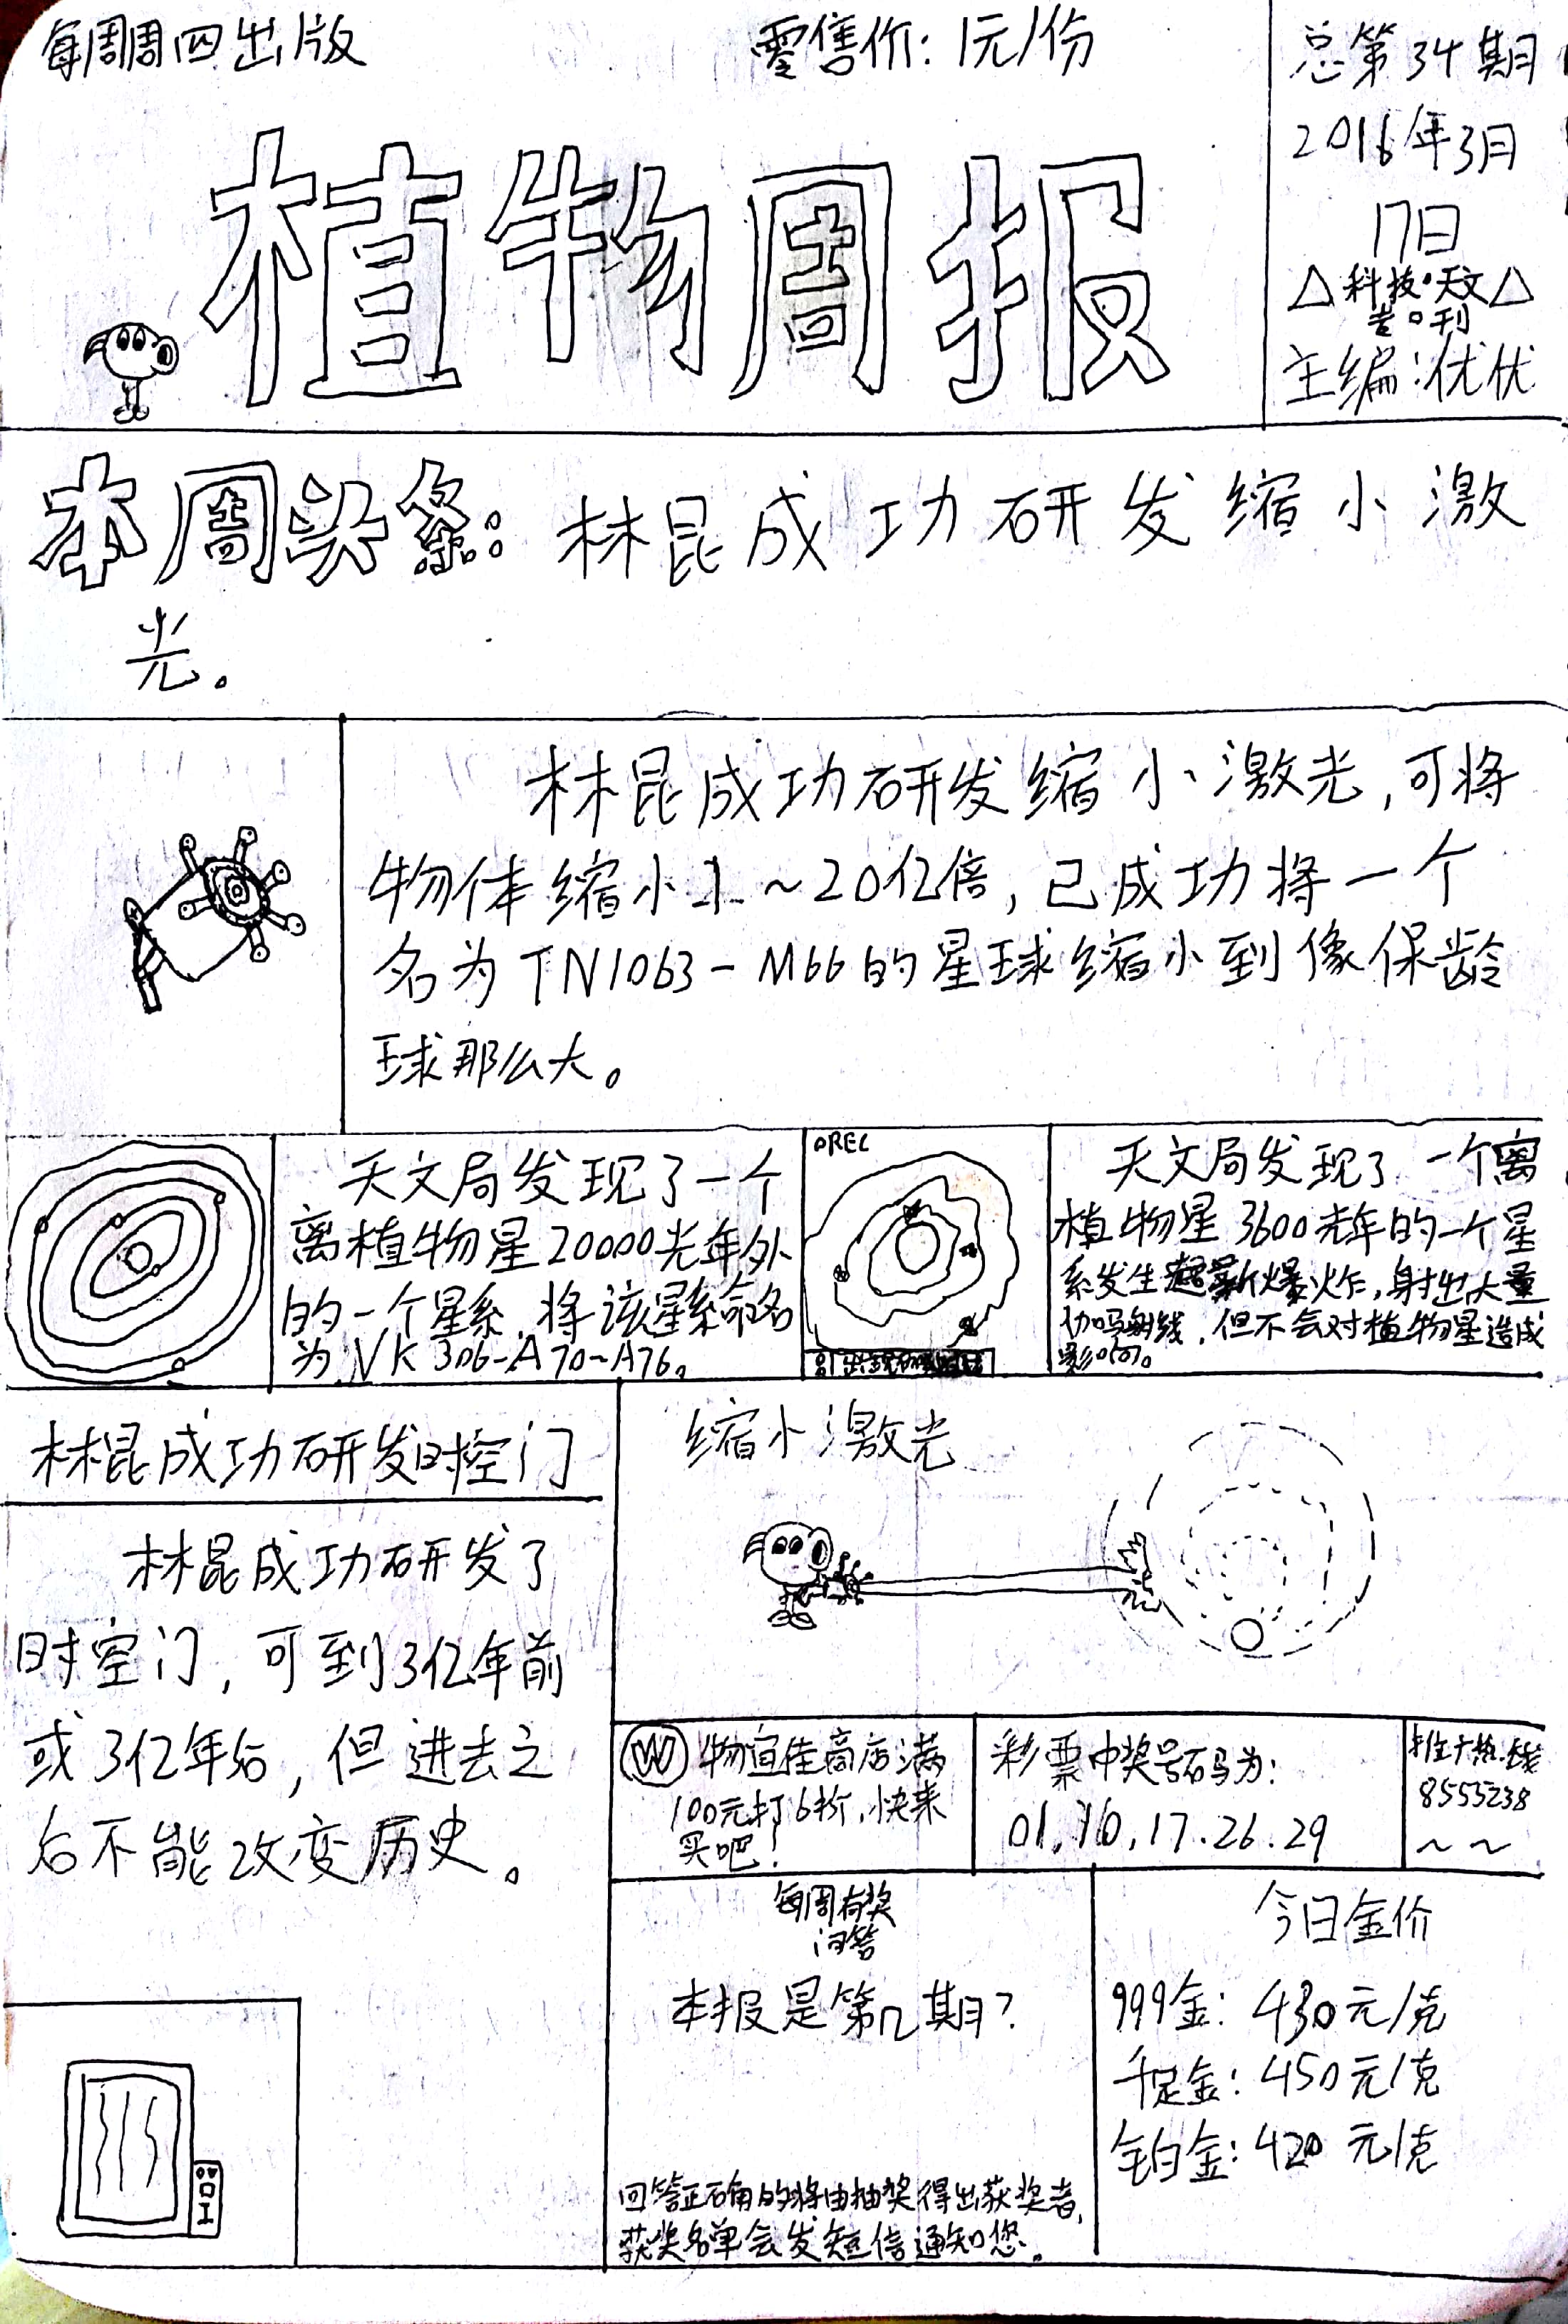 每周周四出版
零售价：1元/份
总第34期
2016年3月
17日
△科技·天文△
专刊
主编：优优
植物周报
本周头条：林昆成功研发缩小激
光。
林昆成功研发缩小激光，可将
物体缩小1～20亿倍，已成功将一个
名为TN1063-M66的星球缩小到像保龄
球那么大。
天文局发现了一个
离植物星20000光年外
的一个星系，将该星系命名
为VK306-A70~A76。
REC
天文局发现了一个离
植物星3600光年的一个星
系发生超新爆炸，射出大量
伽吗射线，但不会对植物星造成
影响。
林昆成功研发时空门
林昆成功研发了
时空门，可到3亿年前
或3亿年后，但进去之
后不能改变历史。
缩小激光
W 物宜佳商店满
100元打6折，快来
买吧！
彩票中奖号码为：
01.10.17.26.29
推广热线
8555238
~ ~
每周有奖
问答
本报是第几期？
回答正确的将由抽奖得出获奖者，
获奖名单会发短信通知您。
今日金价
999金：430元/克
千足金：450元/克
铂金：420元/克